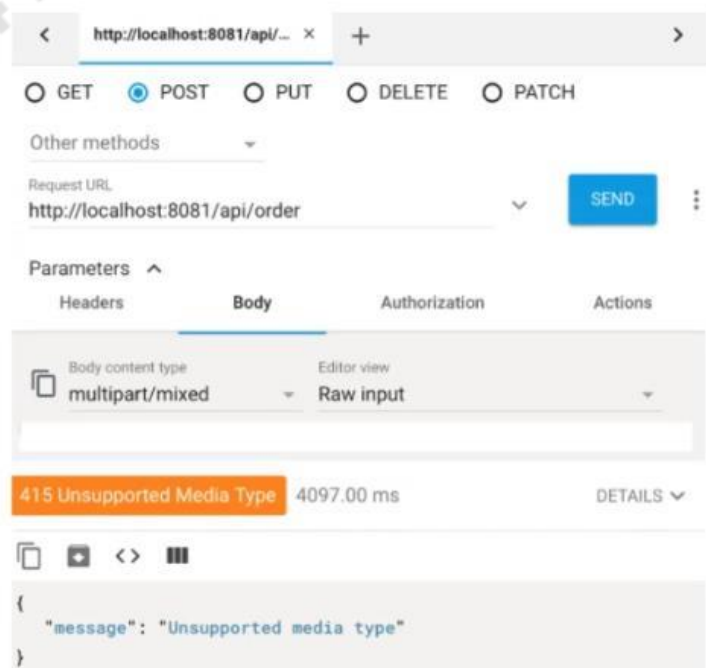 http://localhost:8081/api/... × +
GET POST PUT DELETE PATCH
Other methods
Request URL
http://localhost:8081/api/order
SEND
Parameters
Headers Body Authorization Actions
Body content type Editor view
multipart/mixed Raw input
415 Unsupported Media Type 4097.00 ms DETAILS
{
"message": "Unsupported media type"
}